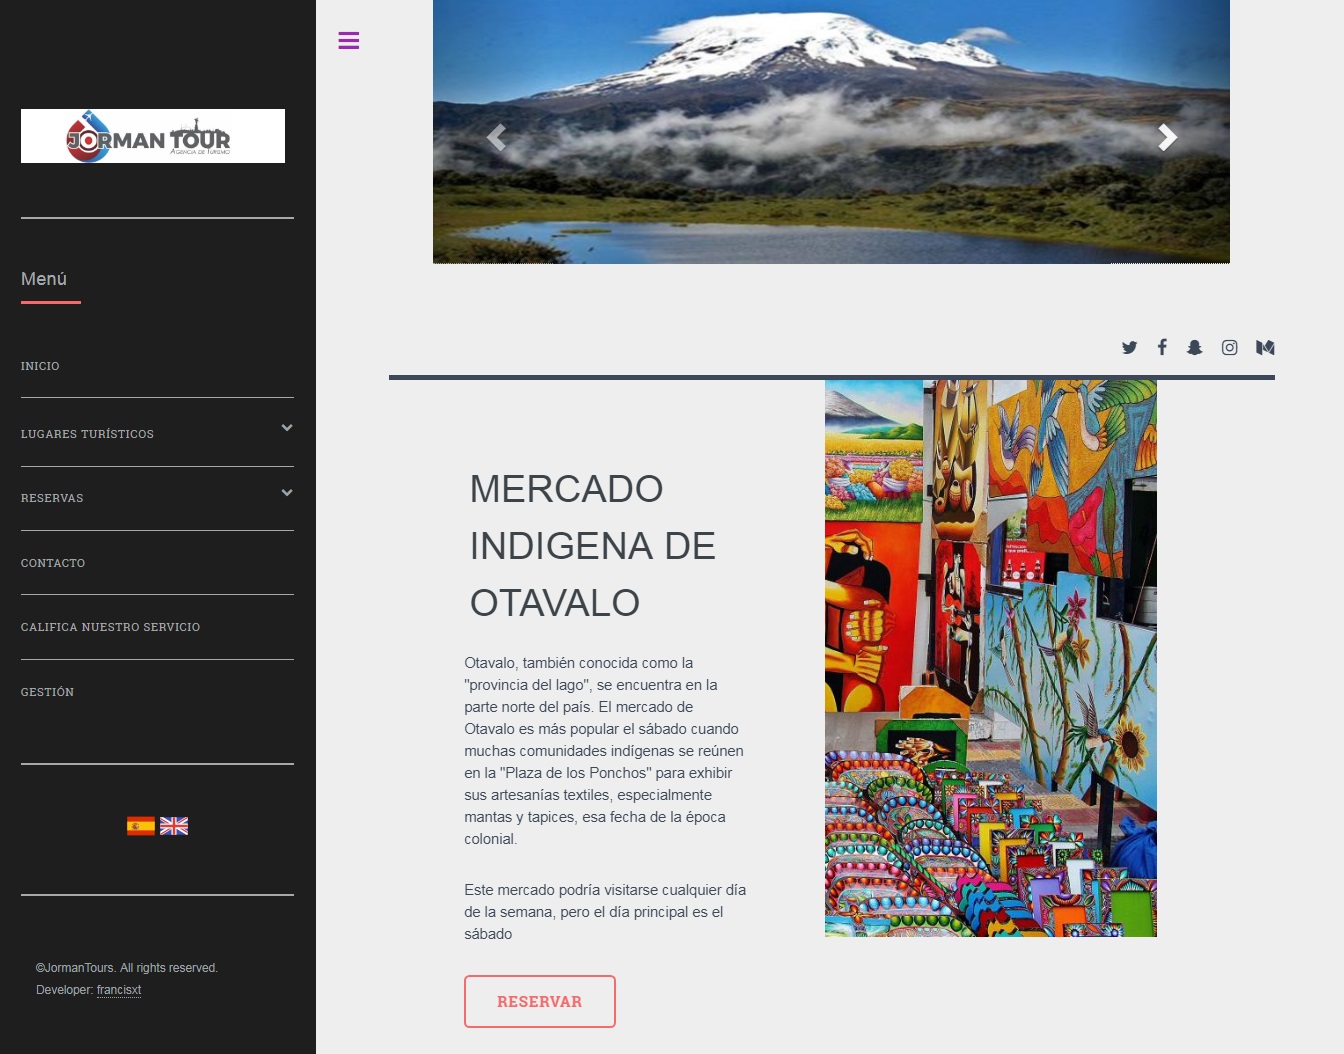 JORMAN TOUR
AGENCIA DE TURISMO
Menú
INICIO
LUGARES TURÍSTICOS
RESERVAS
CONTACTO
CALIFICA NUESTRO SERVICIO
GESTIÓN
©JormanTours. All rights reserved.
Developer: francisxt
MERCADO
INDIGENA DE
OTAVALO
Otavalo, también conocida como la
"provincia del lago", se encuentra en la
parte norte del país. El mercado de
Otavalo es más popular el sábado cuando
muchas comunidades indígenas se reúnen
en la "Plaza de los Ponchos" para exhibir
sus artesanías textiles, especialmente
mantas y tapices, esa fecha de la época
colonial.
Este mercado podría visitarse cualquier día
de la semana, pero el día principal es el
sábado
RESERVAR